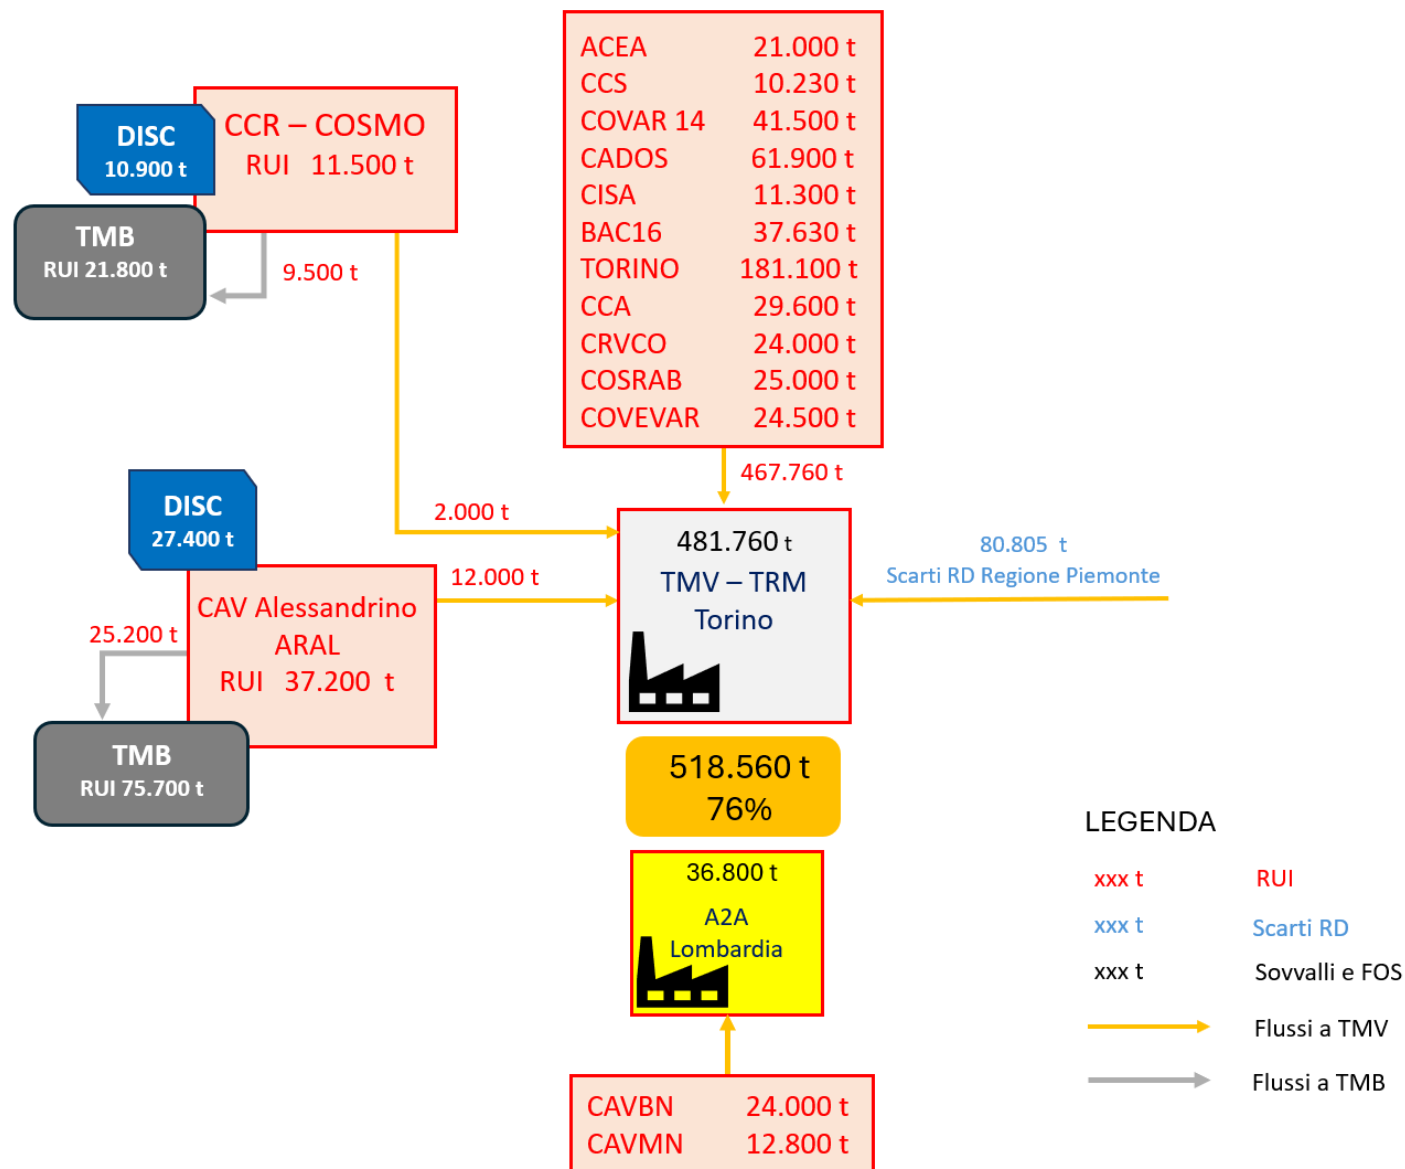 ACEA 21.000 t
CCS 10.230 t
COVAR 14 41.500 t
CADOS 61.900 t
CISA 11.300 t
BAC16 37.630 t
TORINO 181.100 t
CCA 29.600 t
CRVCO 24.000 t
COSRAB 25.000 t
COVEVAR 24.500 t
467.760 t
DISC
10.900 t
CCR – COSMO
RUI 11.500 t
TMB
RUI 21.800 t
9.500 t
2.000 t
DISC
27.400 t
CAV Alessandrino
ARAL
RUI 37.200 t
12.000 t
25.200 t
TMB
RUI 75.700 t
481.760 t
TMV – TRM
Torino
80.805 t
Scarti RD Regione Piemonte
518.560 t
76%
36.800 t
A2A
Lombardia
CAVBN 24.000 t
CAVMN 12.800 t
LEGENDA
xxx t RUI
xxx t Scarti RD
xxx t Sovvalli e FOS
Flussi a TMV
Flussi a TMB